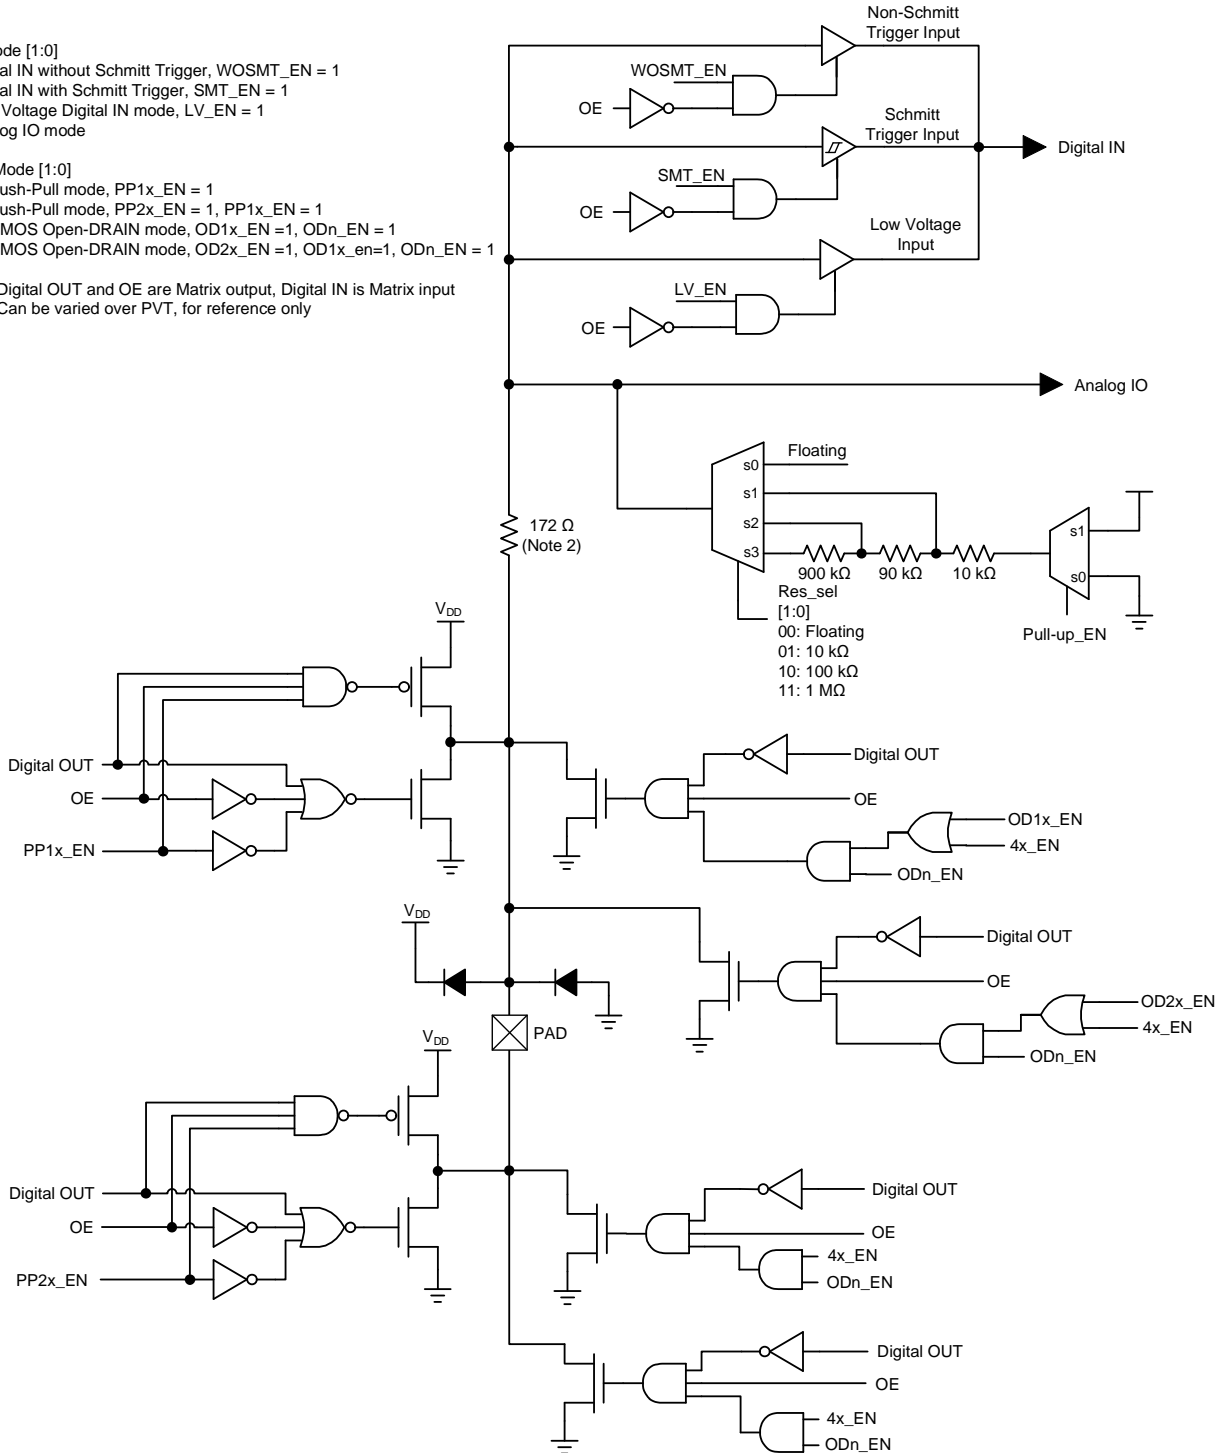 ode [1:0]
al IN without Schmitt Trigger, WOSMT_EN = 1
al IN with Schmitt Trigger, SMT_EN = 1
Voltage Digital IN mode, LV_EN = 1
og IO mode
Mode [1:0]
ush-Pull mode, PP1x_EN = 1
ush-Pull mode, PP2x_EN = 1, PP1x_EN = 1
MOS Open-DRAIN mode, OD1x_EN =1, ODn_EN = 1
MOS Open-DRAIN mode, OD2x_EN =1, OD1x_en=1, ODn_EN = 1
Digital OUT and OE are Matrix output, Digital IN is Matrix input
Can be varied over PVT, for reference only
Non-Schmitt
Trigger Input
WOSMT_EN
OE
Schmitt
Trigger Input
Digital IN
SMT_EN
OE
Low Voltage
Input
LV_EN
OE
Analog IO
Floating
s0
s1
s2
s3
900 kΩ
90 kΩ
10 kΩ
s1
s0
Pull-up_EN
Res_sel
[1:0]
00: Floating
01: 10 kΩ
10: 100 kΩ
11: 1 MΩ
172 Ω
(Note 2)
VDD
Digital OUT
OE
PP1x_EN
Digital OUT
OE
OD1x_EN
4x_EN
ODn_EN
VDD
Digital OUT
OE
OD2x_EN
4x_EN
ODn_EN
PAD
VDD
Digital OUT
OE
PP2x_EN
Digital OUT
OE
4x_EN
ODn_EN
Digital OUT
OE
4x_EN
ODn_EN